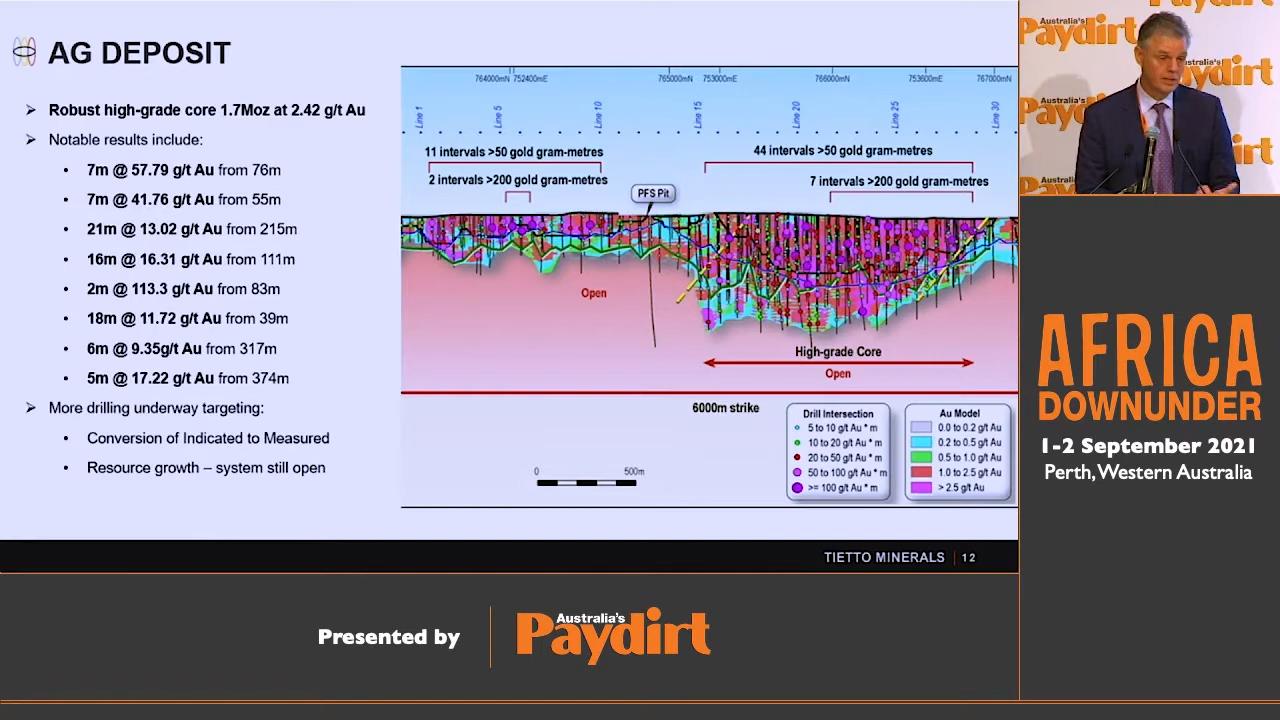 AG DEPOSIT
Robust high-grade core 1.7Moz at 2.42 g/t Au
Notable results include:
7m @ 57.79 g/t Au from 76m
7m @ 41.76 g/t Au from 55m
21m @ 13.02 g/t Au from 215m
16m @ 16.31 g/t Au from 111m
2m @ 113.3 g/t Au from 83m
18m @ 11.72 g/t Au from 39m
6m @ 9.35g/t Au from 317m
5m @ 17.22 g/t Au from 374m
More drilling underway targeting:
Conversion of Indicated to Measured
Resource growth – system still open
764000mN 752400mE 765000mN 753000mE 766000mN 753600mE 767000mN
Line 1 Line 5 Line 10 Line 15 Line 20 Line 25 Line 30
11 intervals >50 gold gram-metres
44 intervals >50 gold gram-metres
2 intervals >200 gold gram-metres
7 intervals >200 gold gram-metres
PFS Pit
Open
High-grade Core
Open
6000m strike
0 500m
Drill Intersection
5 to 10 g/t Au * m
10 to 20 g/t Au * m
20 to 50 g/t Au * m
50 to 100 g/t Au * m
>= 100 g/t Au * m
Au Model
0.0 to 0.2 g/t Au
0.2 to 0.5 g/t Au
0.5 to 1.0 g/t Au
1.0 to 2.5 g/t Au
> 2.5 g/t Au
TIETTO MINERALS 12
Australia's
Paydirt
Australia's
Paydirt
AFRICA
DOWNUNDER
1-2 September 2021
Perth, Western Australia
Presented by
Australia's
Paydirt